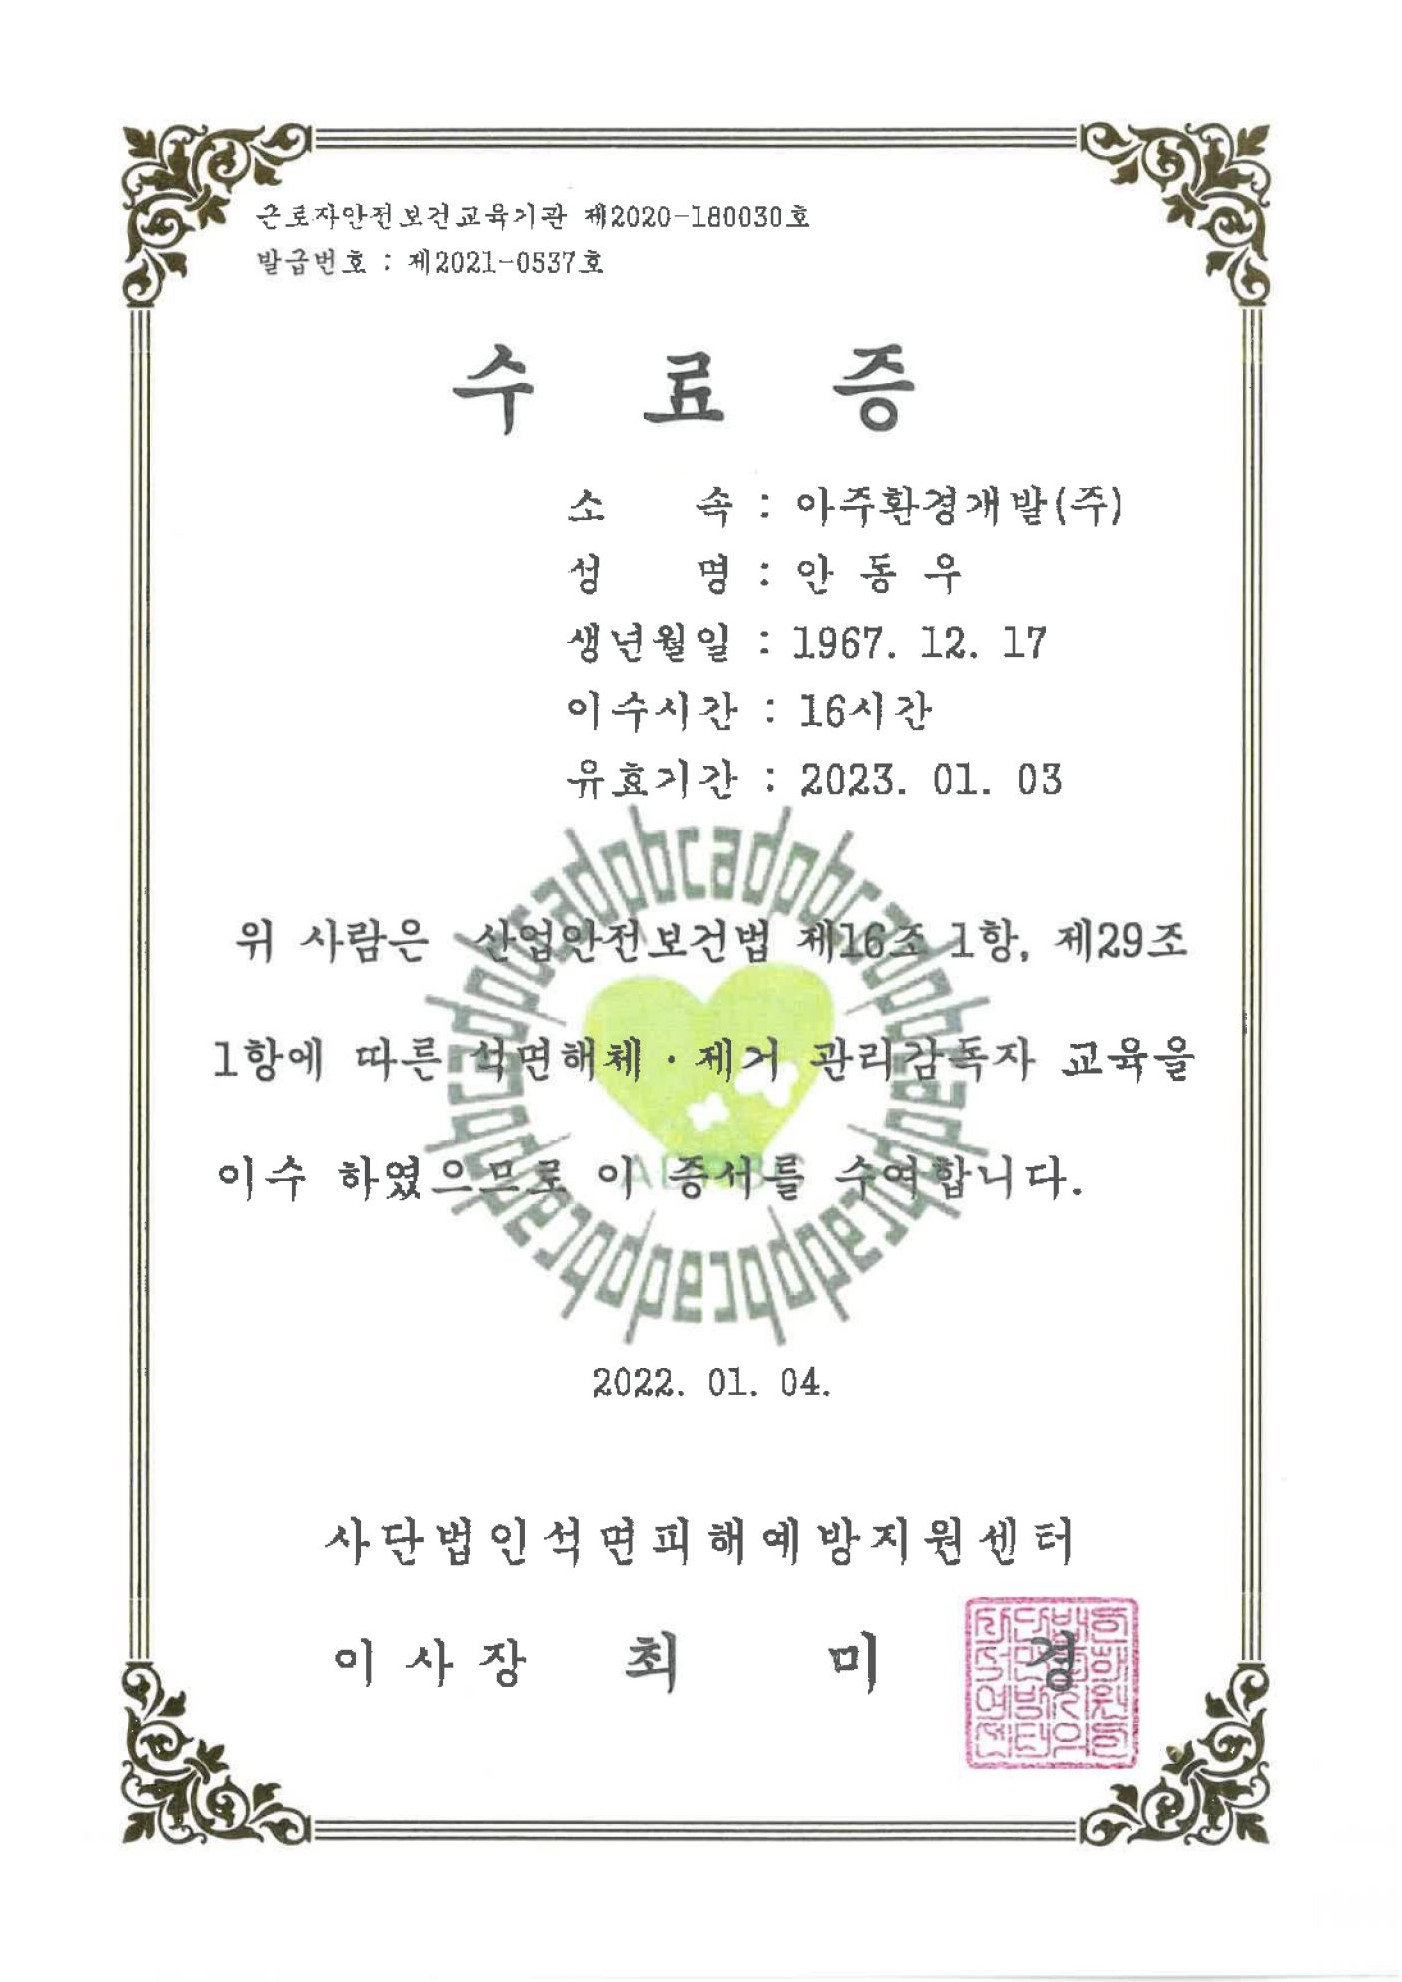 근로자안전보건교육기관 제2020-180030호
발급번호 : 제2021-0537호
수 료 증
소 속 : 아주환경개발(주)
성 명 : 안 동 우
생년월일 : 1967. 12. 17
이수시간 : 16시간
유효기간 : 2023. 01. 03
위 사람은 산업안전보건법 제16조 1항, 제29조
1항에 따른 석면해체 · 제거 관리감독자 교육을
이수 하였으므로 이 증서를 수여합니다.
2022. 01. 04.
사단법인석면피해예방지원센터
이사장 최 미 경